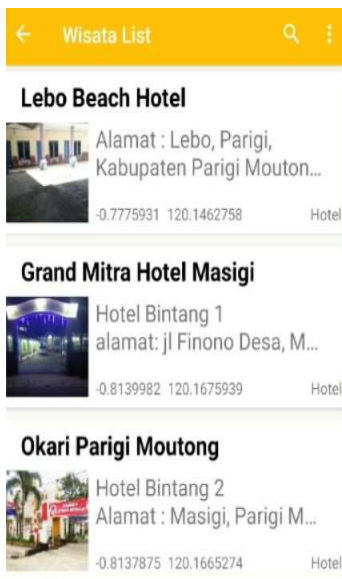 Wisata List
Lebo Beach Hotel
Alamat : Lebo, Parigi,
Kabupaten Parigi Mouton...
-0.7775931 120.1462758 Hotel
Grand Mitra Hotel Masigi
Hotel Bintang 1
alamat: jl Finono Desa, M...
-0.8139982 120.1675939 Hotel
Okari Parigi Moutong
Hotel Bintang 2
Alamat : Masigi, Parigi M...
-0.8137875 120.1665274 Hotel